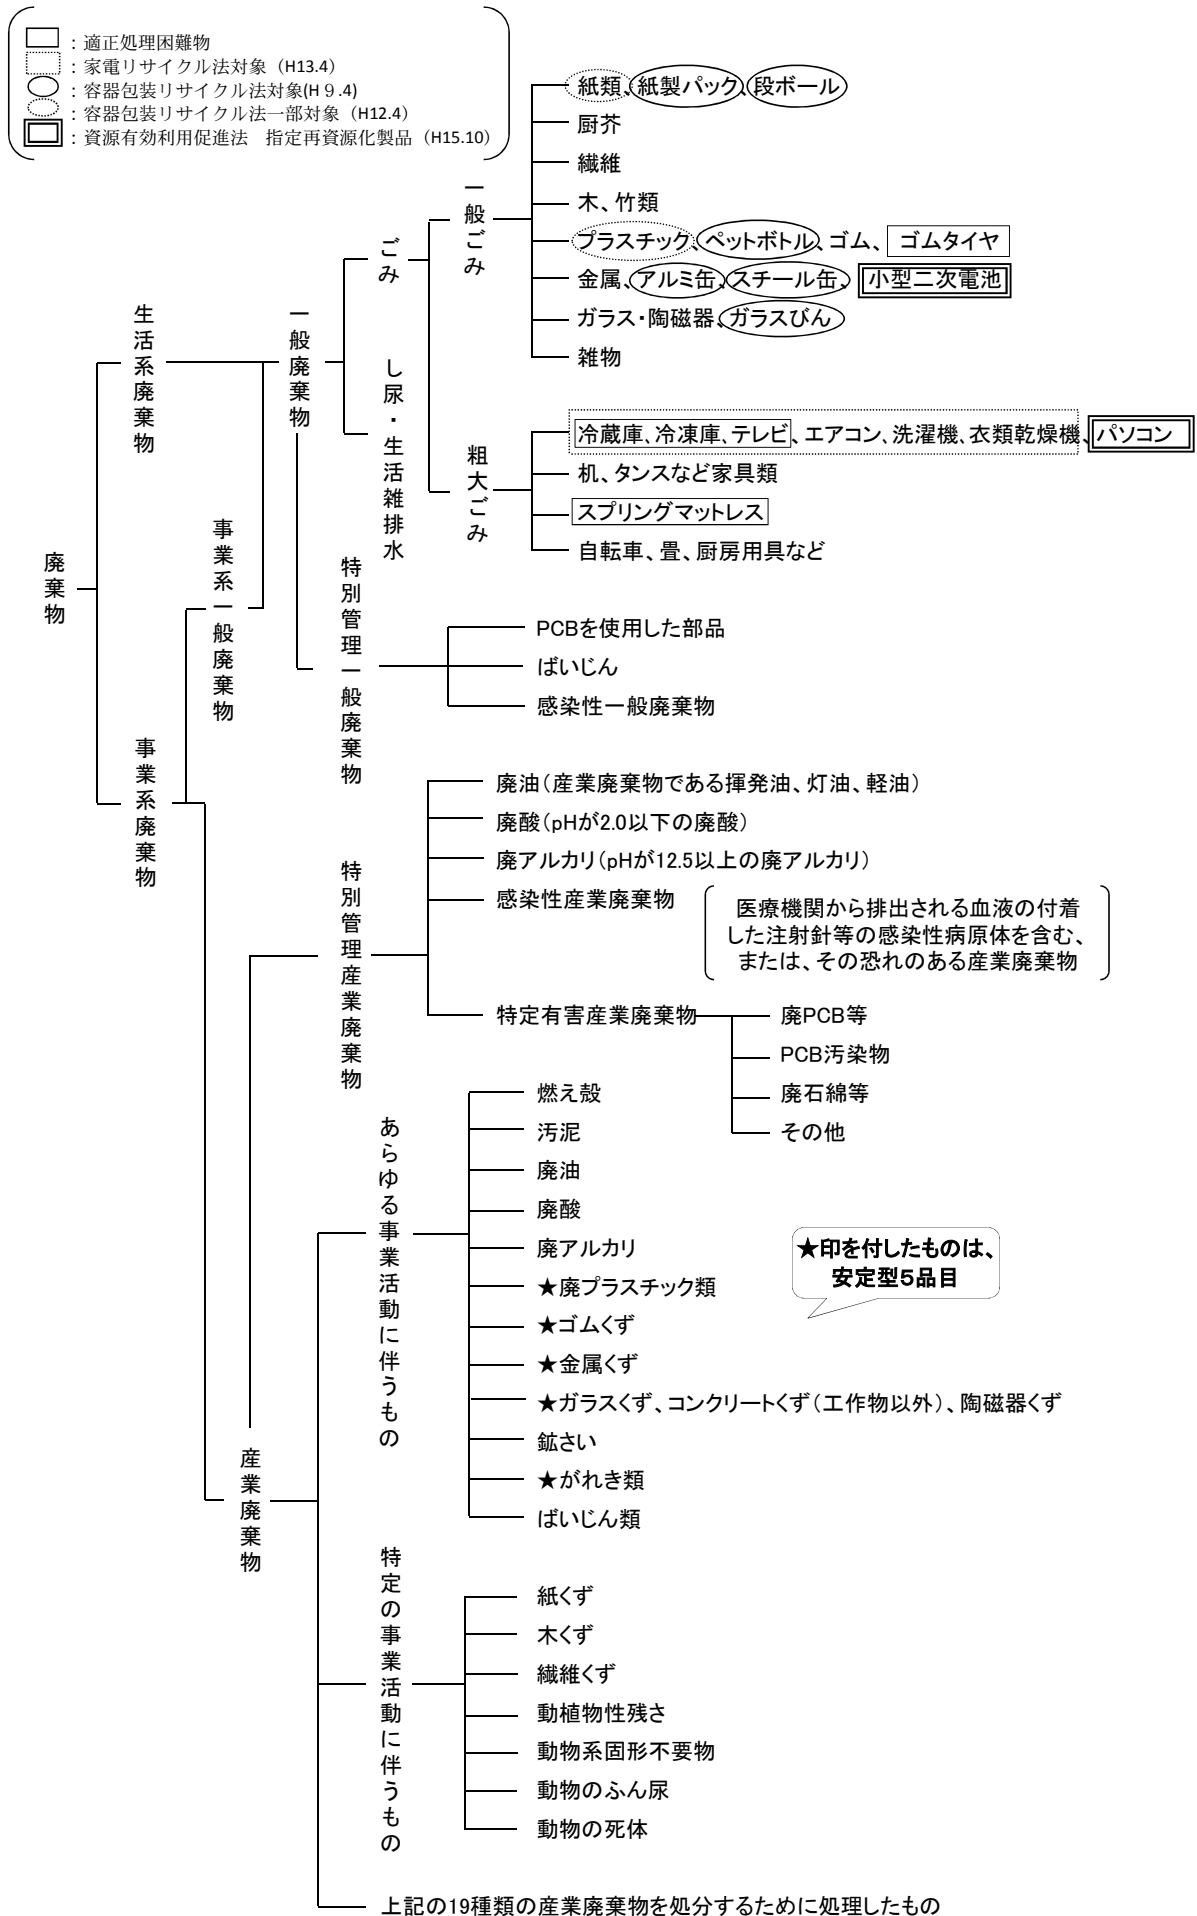 ：適正処理困難物
：家電リサイクル法対象（H13.4）
：容器包装リサイクル法対象(H９.4)
：容器包装リサイクル法一部対象（H12.4）
：資源有効利用促進法　指定再資源化製品（H15.10）
廃棄物
生活系廃棄物
事業系廃棄物
事業系一般廃棄物
一般廃棄物
ごみ
し尿・生活雑排水
一般ごみ
紙類、紙製パック、段ボール
厨芥
繊維
木、竹類
プラスチック、ペットボトル、ゴム、ゴムタイヤ
金属、アルミ缶、スチール缶、小型二次電池
ガラス・陶磁器、ガラスびん
雑物
粗大ごみ
冷蔵庫、冷凍庫、テレビ、エアコン、洗濯機、衣類乾燥機、パソコン
机、タンスなど家具類
スプリングマットレス
自転車、畳、厨房用具など
特別管理一般廃棄物
PCBを使用した部品
ばいじん
感染性一般廃棄物
特別管理産業廃棄物
廃油（産業廃棄物である揮発油、灯油、軽油）
廃酸（pHが2.0以下の廃酸）
廃アルカリ（pHが12.5以上の廃アルカリ）
感染性産業廃棄物
医療機関から排出される血液の付着
した注射針等の感染性病原体を含む、
または、その恐れのある産業廃棄物
特定有害産業廃棄物
廃PCB等
PCB汚染物
廃石綿等
その他
産業廃棄物
あらゆる事業活動に伴うもの
燃え殻
汚泥
廃油
廃酸
廃アルカリ
★廃プラスチック類
★ゴムくず
★金属くず
★ガラスくず、コンクリートくず（工作物以外）、陶磁器くず
鉱さい
★がれき類
ばいじん類
★印を付したものは、
安定型５品目
特定の事業活動に伴うもの
紙くず
木くず
繊維くず
動植物性残さ
動物系固形不要物
動物のふん尿
動物の死体
上記の19種類の産業廃棄物を処分するために処理したもの